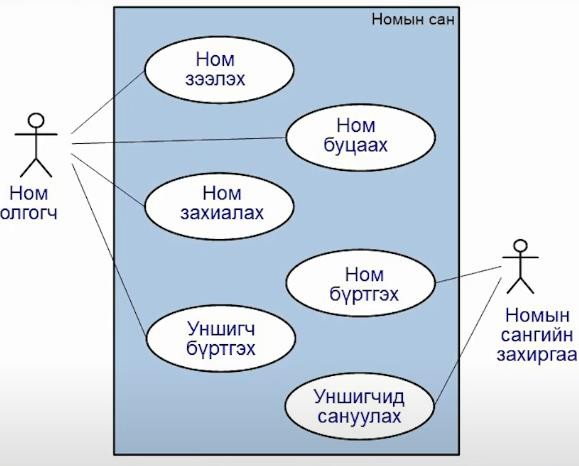 Номын сан
Ном
зээлэх
Ном
буцаах
Ном
олгогч
Ном
захиалах
Ном
бүртгэх
Номын
сангийн
захиргаа
Уншигч
бүртгэх
Уншигчид
сануулах